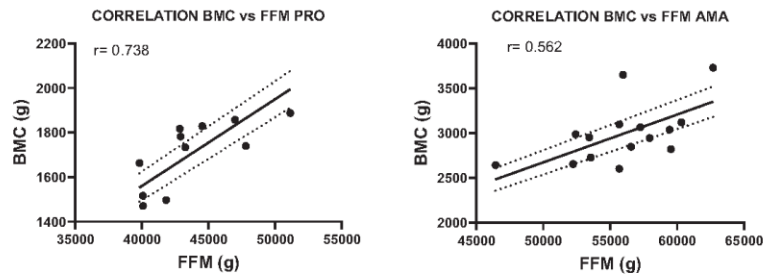 CORRELATION BMC vs FFM PRO
r= 0.738
BMC (g)
2200
2000
1800
1600
1400
35000 40000 45000 50000 55000
FFM (g)
CORRELATION BMC vs FFM AMA
r= 0.562
BMC (g)
4000
3500
3000
2500
2000
45000 50000 55000 60000 65000
FFM (g)